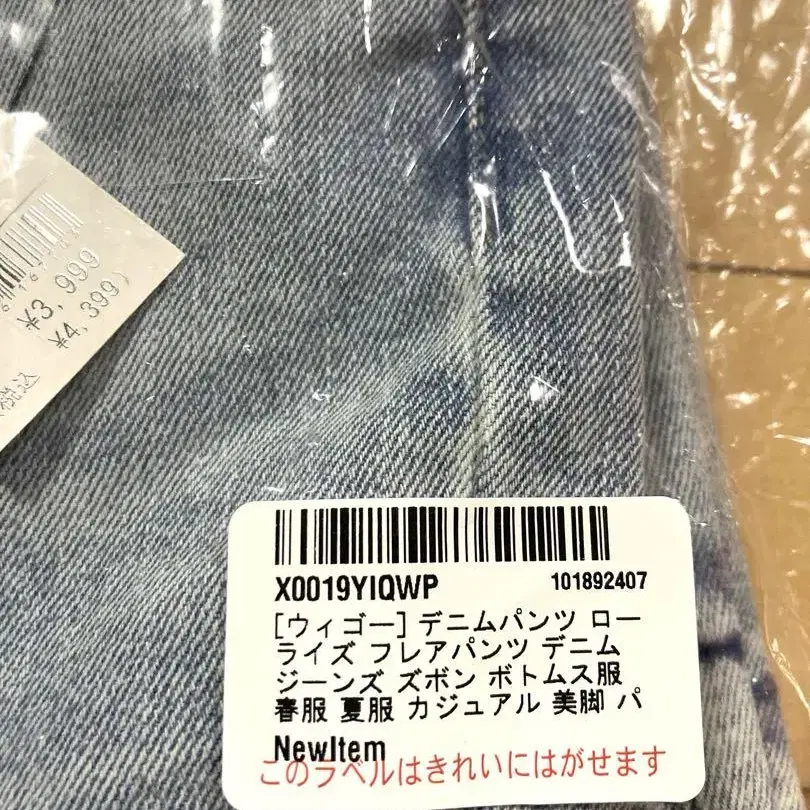 ¥3,999
¥4,399
税込
X0019YIQWP
101892407
[ウィゴー] デニムパンツ ロー
ライズ フレアパンツ デニム
ジーンズ ズボン ボトムス服
春服 夏服 カジュアル 美脚 パ
NewItem
このラベルはきれいにはがせます